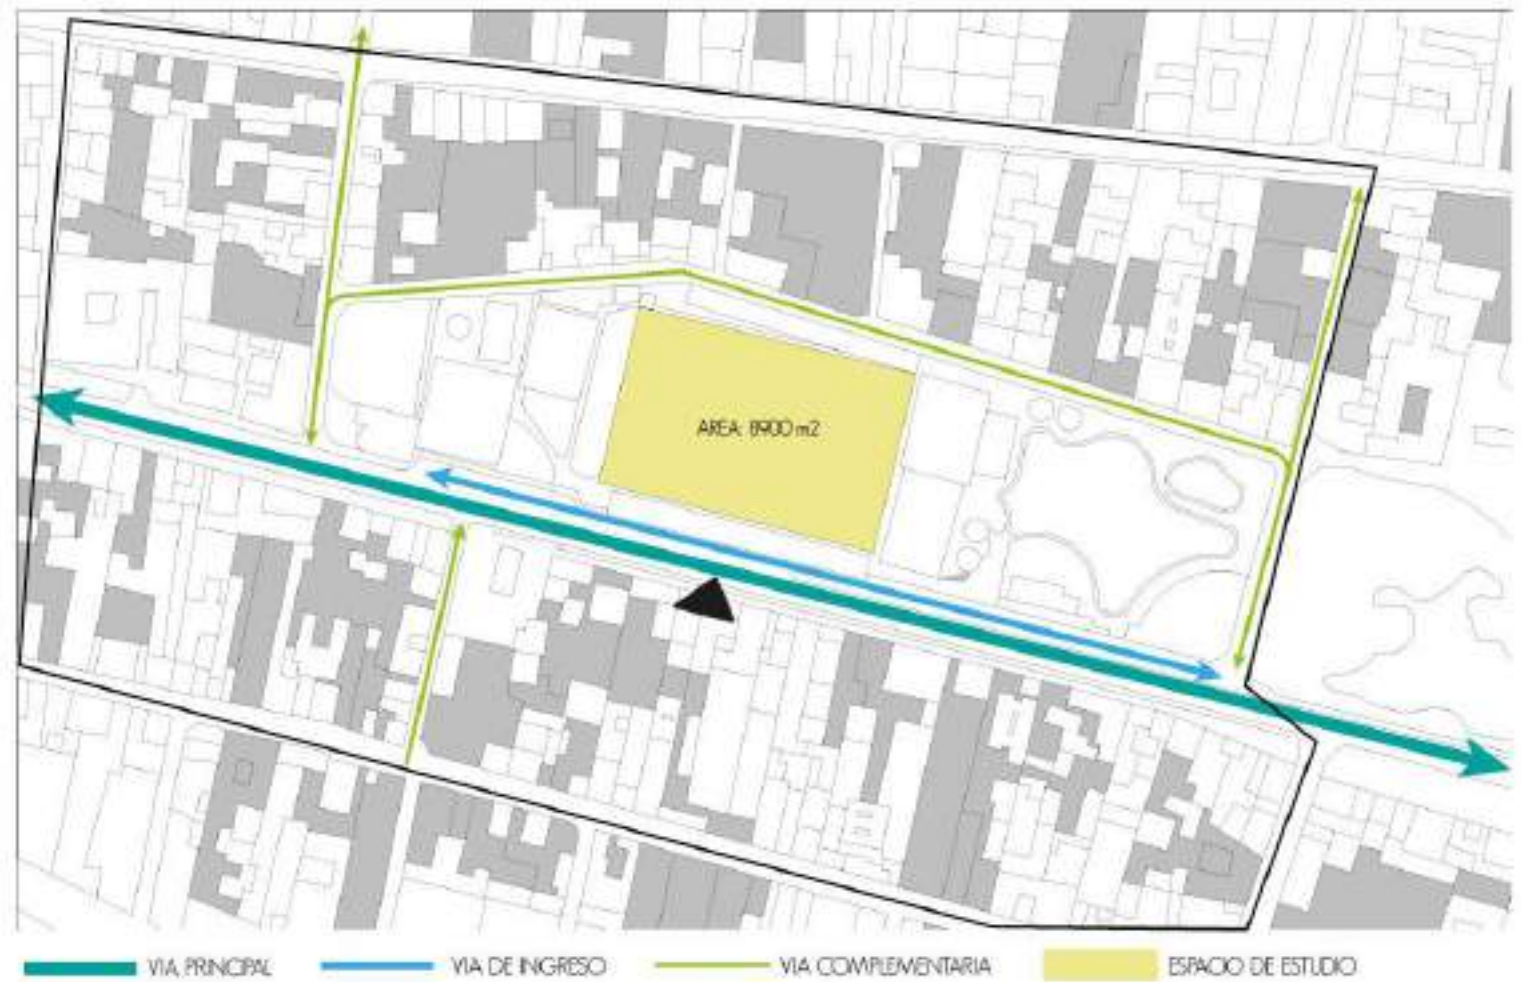 AREA: 8900 m2
VIA PRINCIPAL
VIA DE INGRESO
VIA COMPLEMENTARIA
ESPACIO DE ESTUDIO